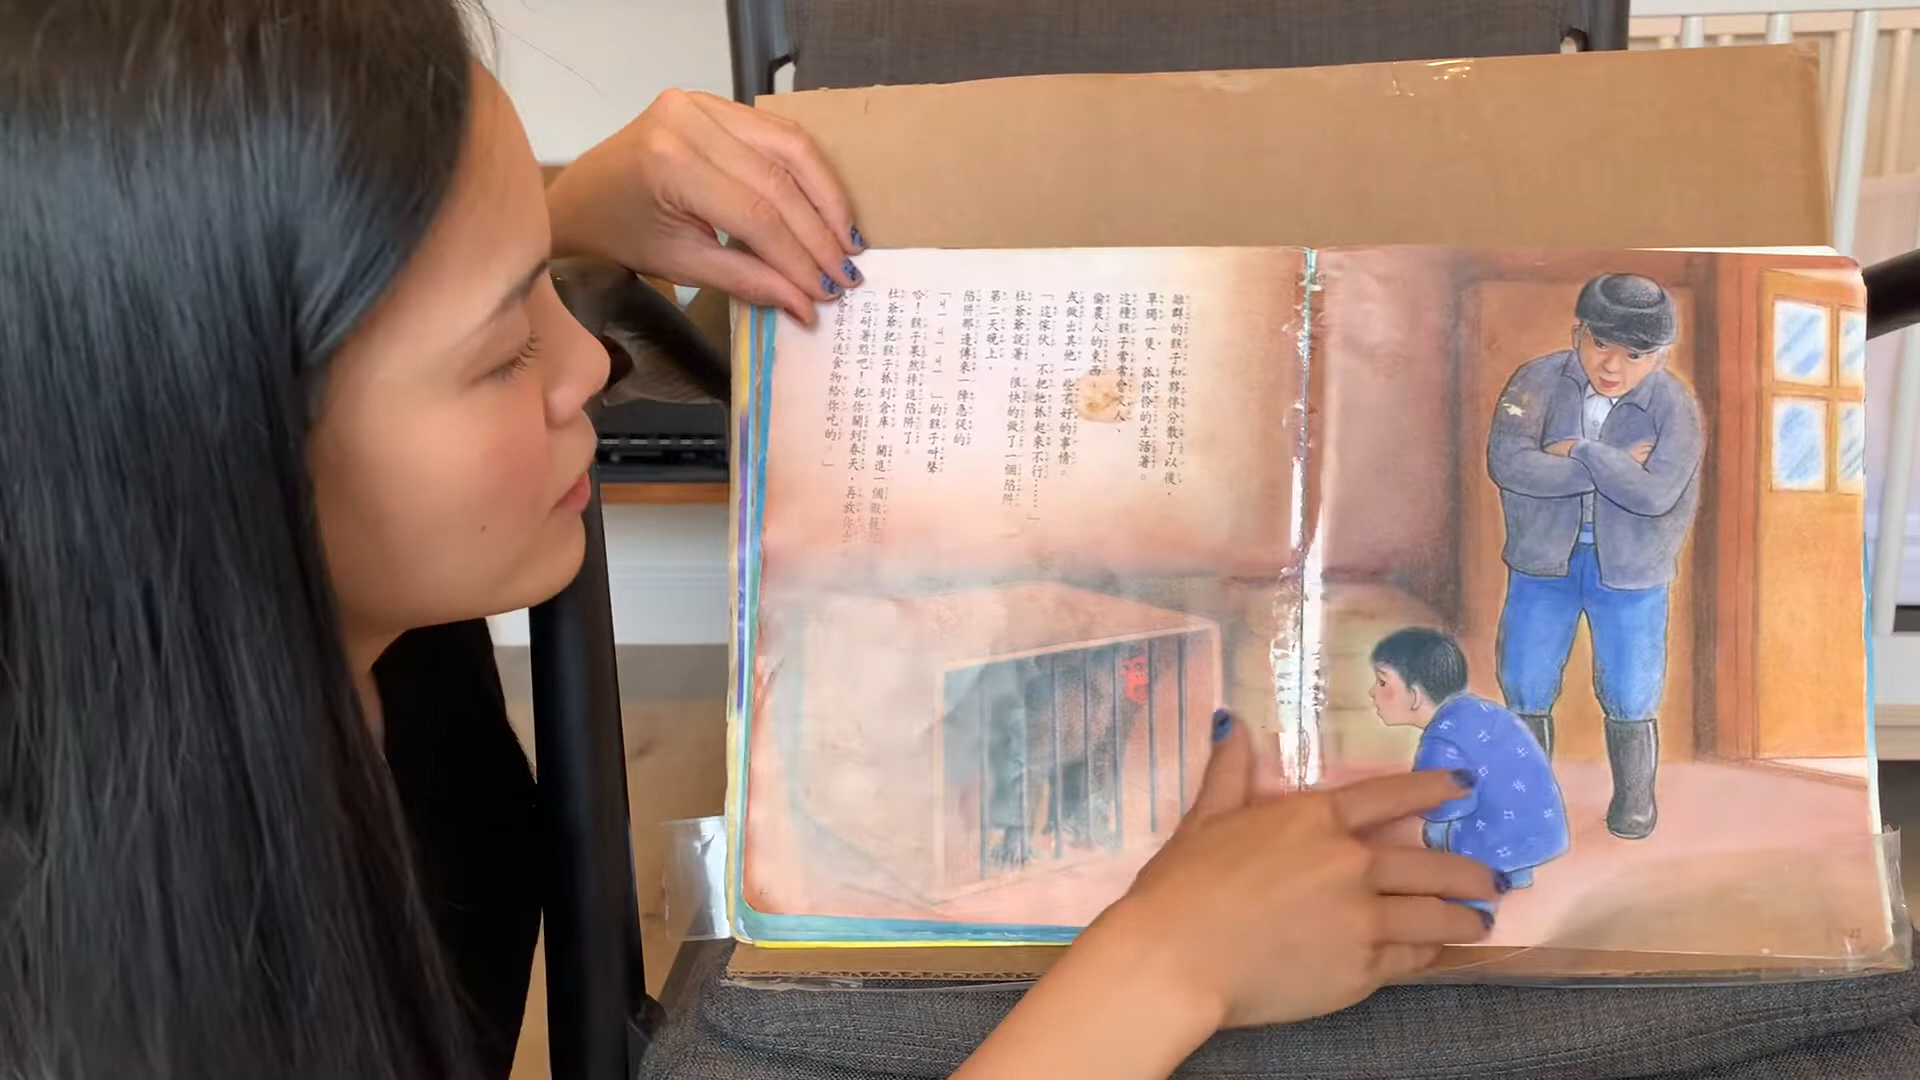 離群的猴子和夥伴分散了以後，
單獨一隻，孤伶伶的生活著。
這種猴子常常會咬人、
偷農人的東西，
或做出其他一些不好的事情。
「這傢伙，不把牠抓起來不行……」
杜爺爺說著，很快的做了一個陷阱。
第二天晚上，
陷阱那邊傳來一陣急促的
「ㄐㄧ ㄐㄧ ㄐㄧ」的猴子叫聲。
哈！猴子果然摔進陷阱了。
杜爺爺把猴子抓到倉庫，關進一個獸籠
「忍耐著點吧！把你關到春天，再放你
會每天送食物給你吃的。」